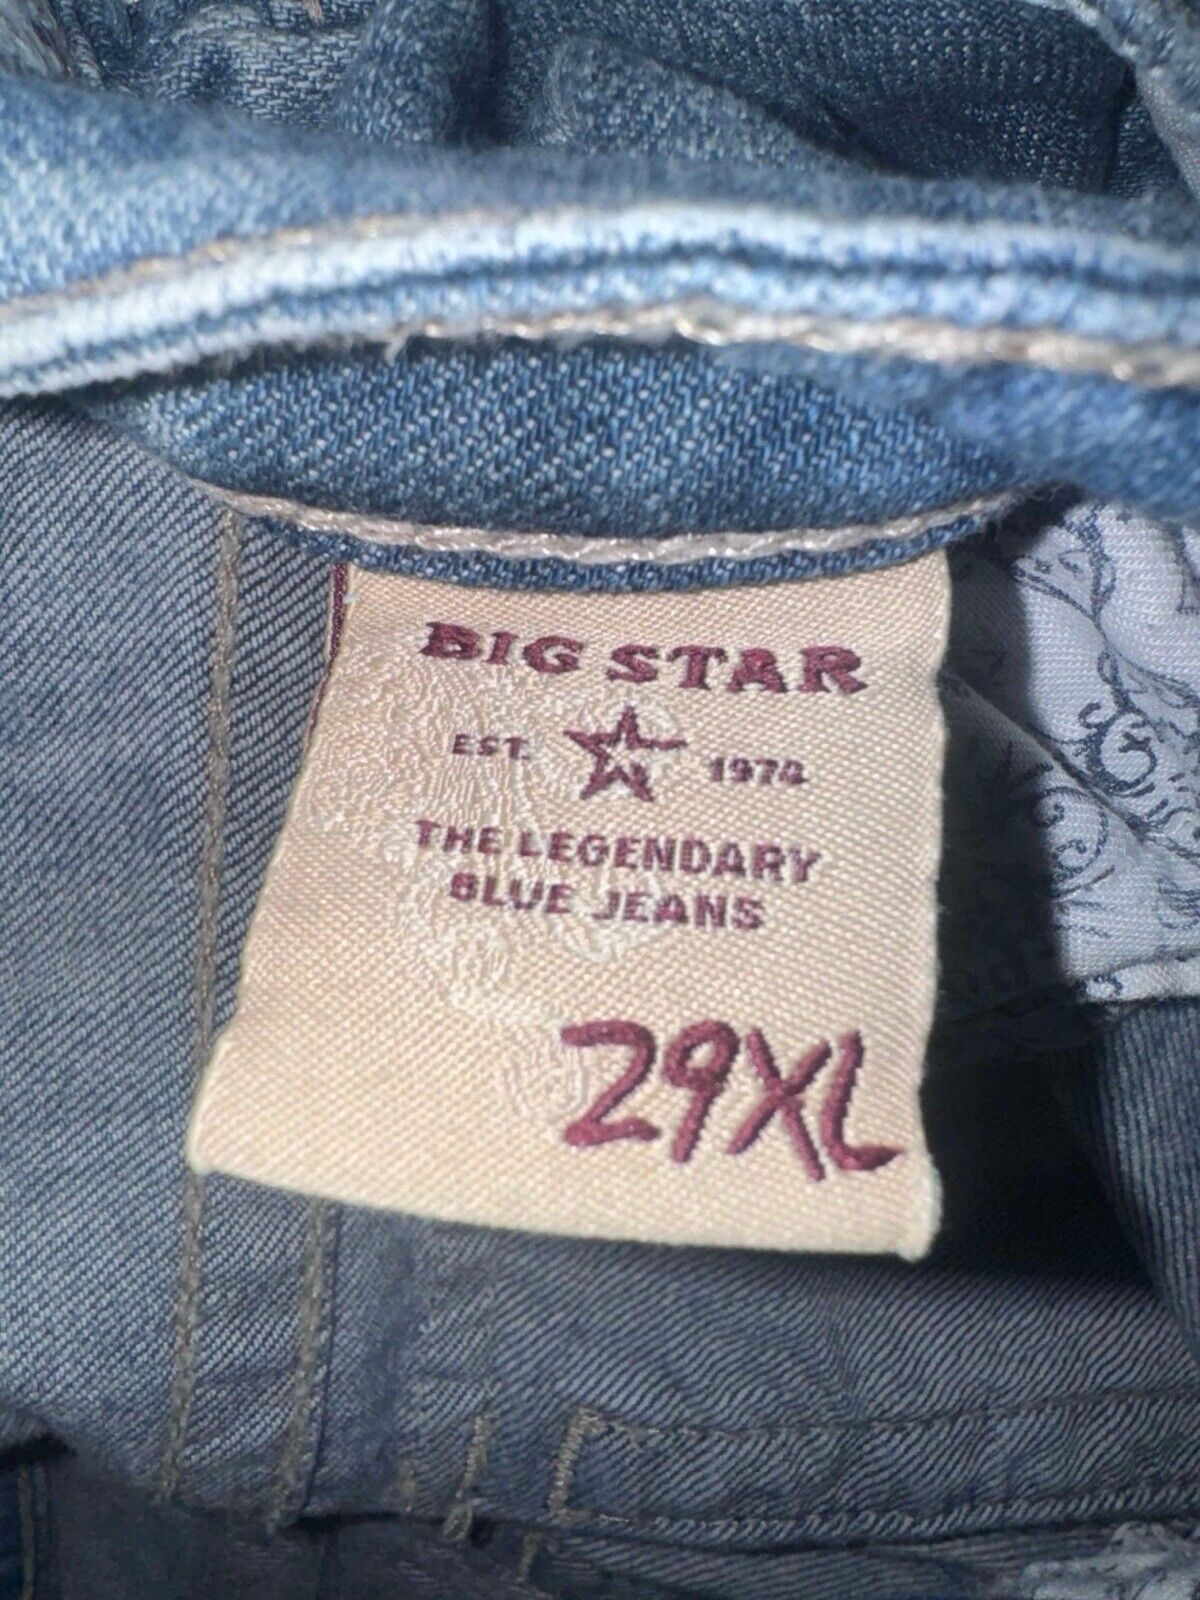 BIG STAR
EST. 1974
THE LEGENDARY
BLUE JEANS
29XL